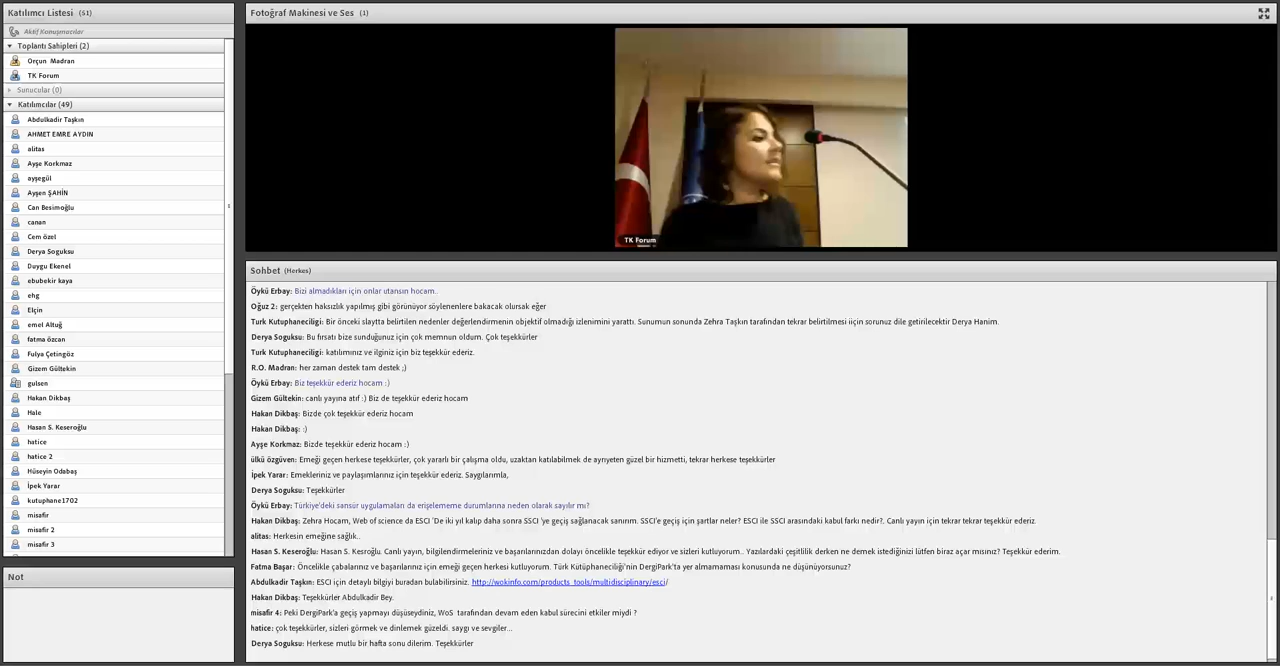 Katılımcı Listesi (51)
Aktif Konuşmacılar
Toplantı Sahipleri (2)
Orçun Madran
TK Forum
Sunucular (0)
Katılımcılar (49)
Abdulkadir Taşkın
AHMET EMRE AYDIN
alitas
Ayşe Korkmaz
ayşegül
Ayşen ŞAHİN
Can Besimoğlu
canan
Cem özel
Derya Soguksu
Duygu Ekenel
ebubekir kaya
ehg
Elçin
emel Altuğ
fatma özcan
Fulya Çetingöz
Gizem Gültekin
gulsen
Hakan Dikbaş
Hale
Hasan S. Keseroğlu
hatice
hatice 2
Hüseyin Odabaş
İpek Yarar
kutuphane1702
misafir
misafir 2
misafir 3
Not
Fotoğraf Makinesi ve Ses (1)
TK Forum
Sohbet (Herkes)
Öykü Erbay: Bizi almadıkları için onlar utansın hocam..
Oğuz 2: gerçekten haksızlık yapılmış gibi görünüyor söylenenlere bakacak olursak eğer
Turk Kutuphaneciligi: Bir önceki slaytta belirtilen nedenler değerlendirmenin objektif olmadığı izlenimini yarattı. Sunumun sonunda Zehra Taşkın tarafından tekrar belirtilmesi iiçin sorunuz dile getirilecektir Derya Hanim.
Derya Soguksu: Bu fırsatı bize sunduğunuz için çok memnun oldum. Çok teşekkürler
Turk Kutuphaneciligi: katılımınız ve ilginiz için biz teşekkür ederiz.
R.O. Madran: her zaman destek tam destek ;)
Öykü Erbay: Biz teşekkür ederiz hocam :)
Gizem Gültekin: canlı yayına atıf :) Biz de teşekkür ederiz hocam
Hakan Dikbaş: Bizde çok teşekkür ederiz hocam
Hakan Dikbaş: :)
Ayşe Korkmaz: Bizde teşekkür ederiz hocam :)
ülkü özgüven: Emeği geçen herkese teşekkürler, çok yararlı bir çalışma oldu, uzaktan katılabilmek de ayrıyeten güzel bir hizmetti, tekrar herkese teşekkürler
İpek Yarar: Emekleriniz ve paylaşımlarınız için teşekkür ederiz. Saygılarımla,
Derya Soguksu: Teşekkürler
Öykü Erbay: Türkiye'deki sansür uygulamaları da erişelememe durumlarına neden olarak sayılır mı?
Hakan Dikbaş: Zehra Hocam, Web of science da ESCI 'De iki yıl kalıp daha sonra SSCI 'ye geçiş sağlanacak sanırım. SSCI'e geçiş için şartlar neler? ESCI ile SSCI arasındaki kabul farkı nedir?. Canlı yayın için tekrar tekrar teşekkür ederiz.
alitas: Herkesin emeğine sağlık..
Hasan S. Keseroğlu: Hasan S. Kesroğlu. Canlı yayın, bilgilendirmeleriniz ve başarılarınızdan dolayı öncelikle teşekkür ediyor ve sizleri kutluyorum.. Yazılardaki çeşitlilik derken ne demek istediğinizi lütfen biraz açar mısınız? Teşekkür ederim.
Fatma Başar: Öncelikle çabalarınız ve başarılarınız için emeği geçen herkesi kutluyorum. Türk Kütüphaneciliği'nin DergiPark'ta yer almamaması konusunda ne düşünüyorsunuz?
Abdulkadir Taşkın: ESCI için detaylı bilgiyi buradan bulabilirsiniz. http://wokinfo.com/products_tools/multidisciplinary/esci/
Hakan Dikbaş: Teşekkürler Abdulkadir Bey.
misafir 4: Peki DergiPark'a geçiş yapmayı düşüseydiniz, WoS tarafından devam eden kabul sürecini etkiler miydi ?
hatice: çok teşekkürler, sizleri görmek ve dinlemek güzeldi. saygı ve sevgiler...
Derya Soguksu: Herkese mutlu bir hafta sonu dilerim. Teşekkürler